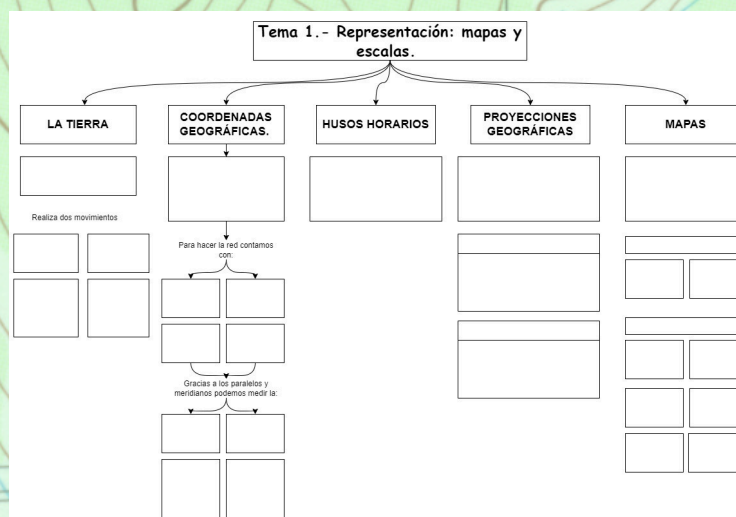 Tema 1.- Representación: mapas y
escalas.
LA TIERRA
COORDENADAS
GEOGRÁFICAS.
HUSOS HORARIOS
PROYECCIONES
GEOGRÁFICAS
MAPAS
Realiza dos movimientos
Para hacer la red contamos
con:
Gracias a los paralelos y
meridianos podemos medir la: